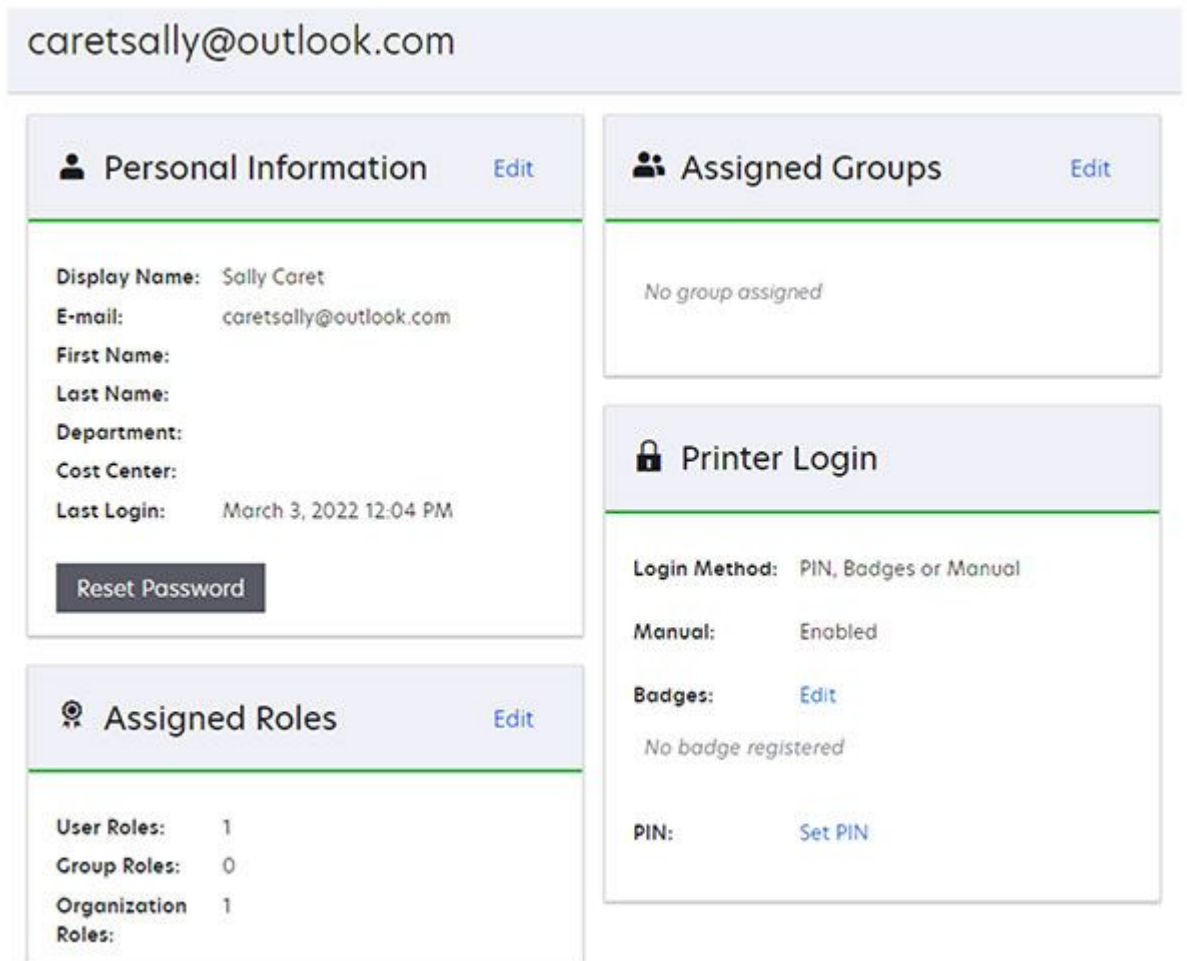 caretsally@outlook.com
Personal Information Edit
Display Name: Sally Caret
E-mail: caretsally@outlook.com
First Name:
Last Name:
Department:
Cost Center:
Last Login: March 3, 2022 12:04 PM
Reset Password
Assigned Roles Edit
User Roles: 1
Group Roles: 0
Organization 1
Roles:
Assigned Groups Edit
No group assigned
Printer Login
Login Method: PIN, Badges or Manual
Manual: Enabled
Badges: Edit
No badge registered
PIN: Set PIN